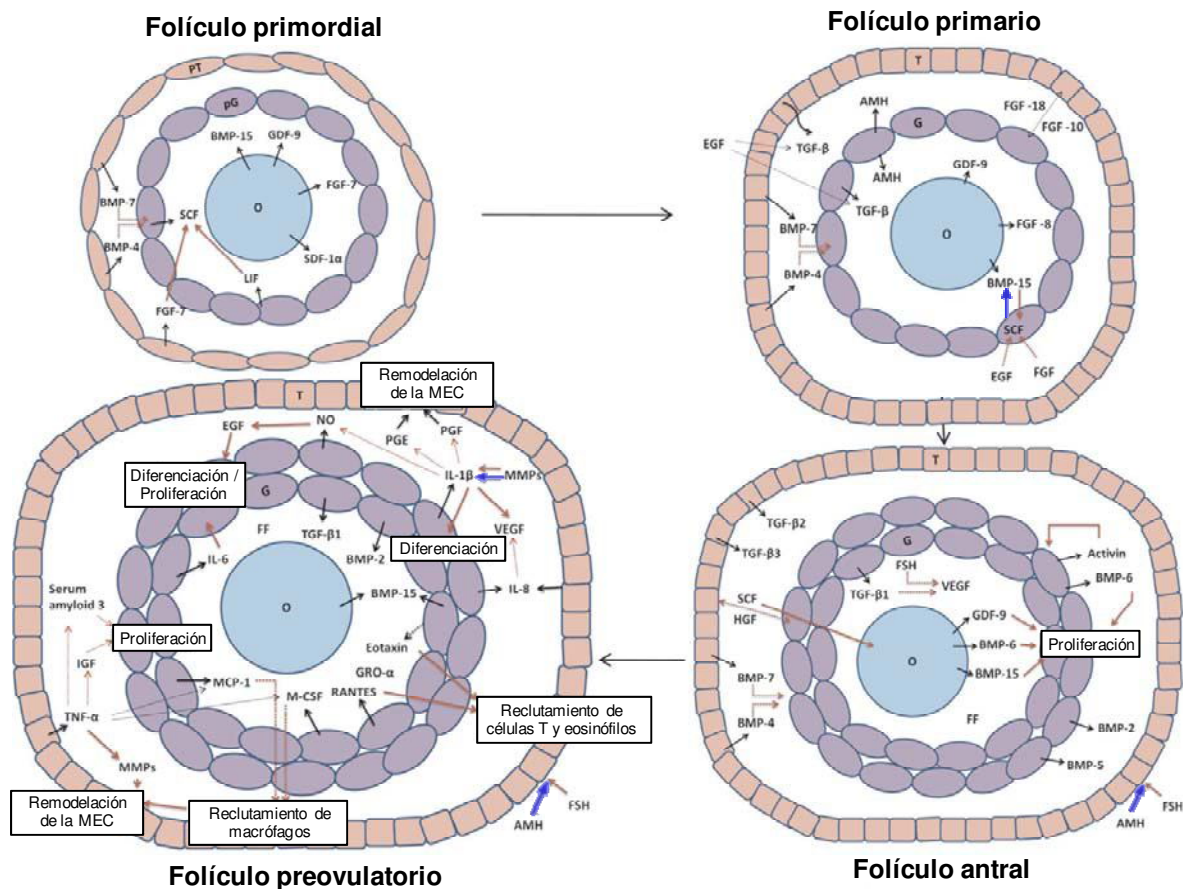 Folículo primordial
PT
pG
BMP-15
GDF-9
FGF-7
O
BMP-7
SCF
BMP-4
SDF-1α
LIF
FGF-7
Folículo primario
T
FGF -18
AMH
G
FGF -10
EGF
TGF-β
AMH
GDF-9
TGF-β
O
FGF -8
BMP-7
BMP-4
BMP-15
SCF
EGF
FGF
Remodelación
de la MEC
T
NO
EGF
PGE
PGF
Diferenciación /
Proliferación
IL-1β
MMPs
G
FF
TGF-β1
VEGF
BMP-2
Diferenciación
IL-6
IL-8
Serum
amyloid 3
O
BMP-15
Proliferación
Eotaxin
IGF
GRO-α
MCP-1
M-CSF
RANTES
TNF-α
Reclutamiento de
células T y eosinófilos
MMPs
Remodelación
de la MEC
Reclutamiento de
macrófagos
AMH
FSH
Folículo preovulatorio
T
TGF-β2
TGF-β3
G
Activin
FSH
VEGF
TGF-β1
BMP-6
SCF
HGF
GDF-9
Proliferación
O
BMP-6
BMP-15
BMP-7
FF
BMP-4
BMP-2
BMP-5
FSH
AMH
Folículo antral